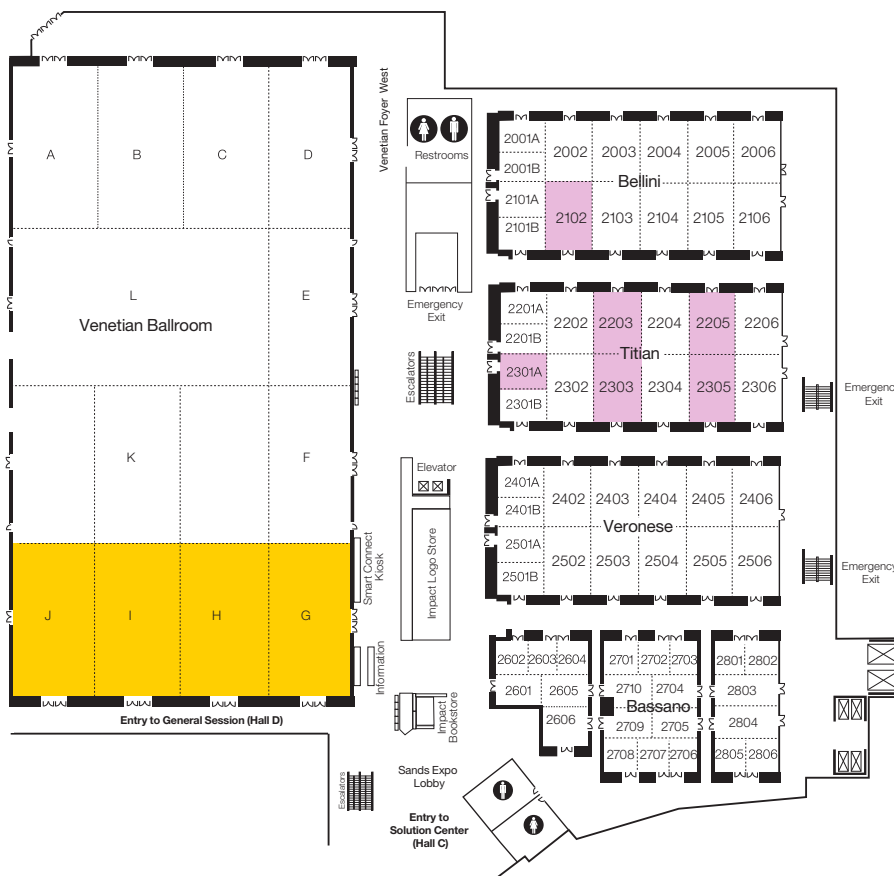 Venetian Foyer West
Restrooms
A
B
C
D
L
E
Venetian Ballroom
K
F
J
I
H
G
Entry to General Session (Hall D)
Emergency
Exit
Escalators
Elevator
Impact Logo Store
Smart Connect
Kiosk
Information
Impact
Bookstore
Sands Expo
Lobby
Escalators
Entry to
Solution Center
(Hall C)
2001A
2001B
2002
2003
2004
2005
2006
Bellini
2101A
2101B
2102
2103
2104
2105
2106
2201A
2201B
2202
2203
2204
2205
2206
Titian
2301A
2301B
2302
2303
2304
2305
2306
Emergency
Exit
2401A
2401B
2402
2403
2404
2405
2406
Veronese
2501A
2501B
2502
2503
2504
2505
2506
Emergency
Exit
2602
2603
2604
2601
2605
2606
2701
2702
2703
2710
2704
Bassano
2709
2705
2708
2707
2706
2801
2802
2803
2804
2805
2806